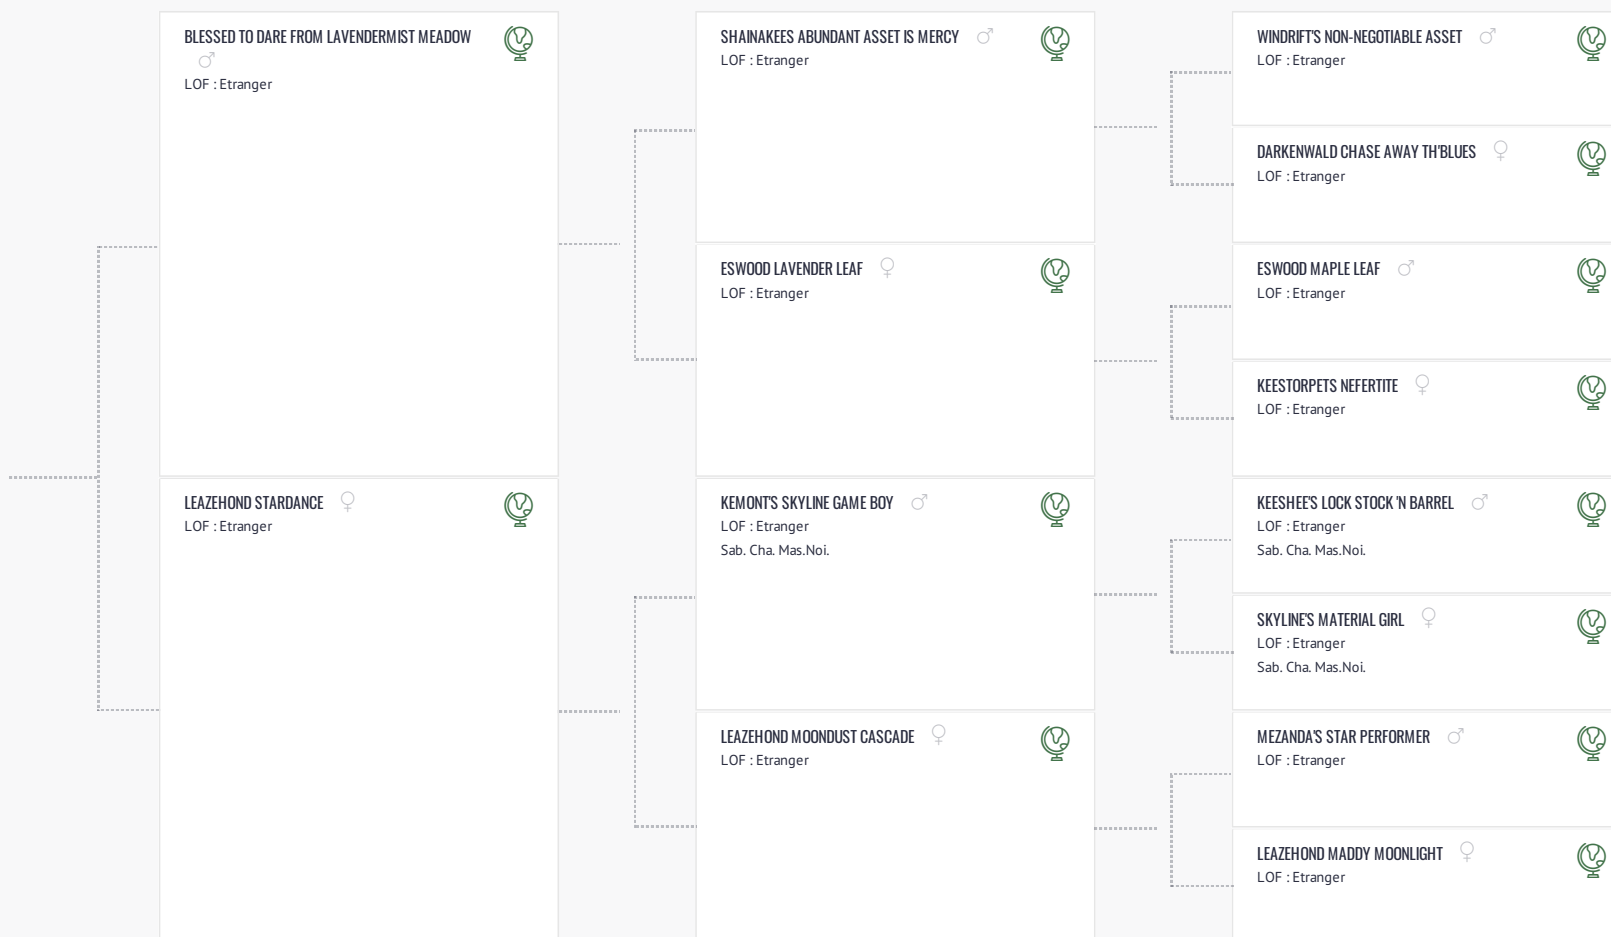 BLESSED TO DARE FROM LAVENDERMIST MEADOW
LOF : Etranger
LEAZEHOND STARDANCE
LOF : Etranger
SHAINAKEES ABUNDANT ASSET IS MERCY
LOF : Etranger
ESWOOD LAVENDER LEAF
LOF : Etranger
KEMONT'S SKYLINE GAME BOY
LOF : Etranger
Sab. Cha. Mas.Noi.
LEAZEHOND MOONDUST CASCADE
LOF : Etranger
WINDRIFT'S NON-NEGOTIABLE ASSET
LOF : Etranger
DARKENWALD CHASE AWAY TH'BLUES
LOF : Etranger
ESWOOD MAPLE LEAF
LOF : Etranger
KEESTORPETS NEFERTITE
LOF : Etranger
KEESHEE'S LOCK STOCK 'N BARREL
LOF : Etranger
Sab. Cha. Mas.Noi.
SKYLINE'S MATERIAL GIRL
LOF : Etranger
Sab. Cha. Mas.Noi.
MEZANDA'S STAR PERFORMER
LOF : Etranger
LEAZEHOND MADDY MOONLIGHT
LOF : Etranger